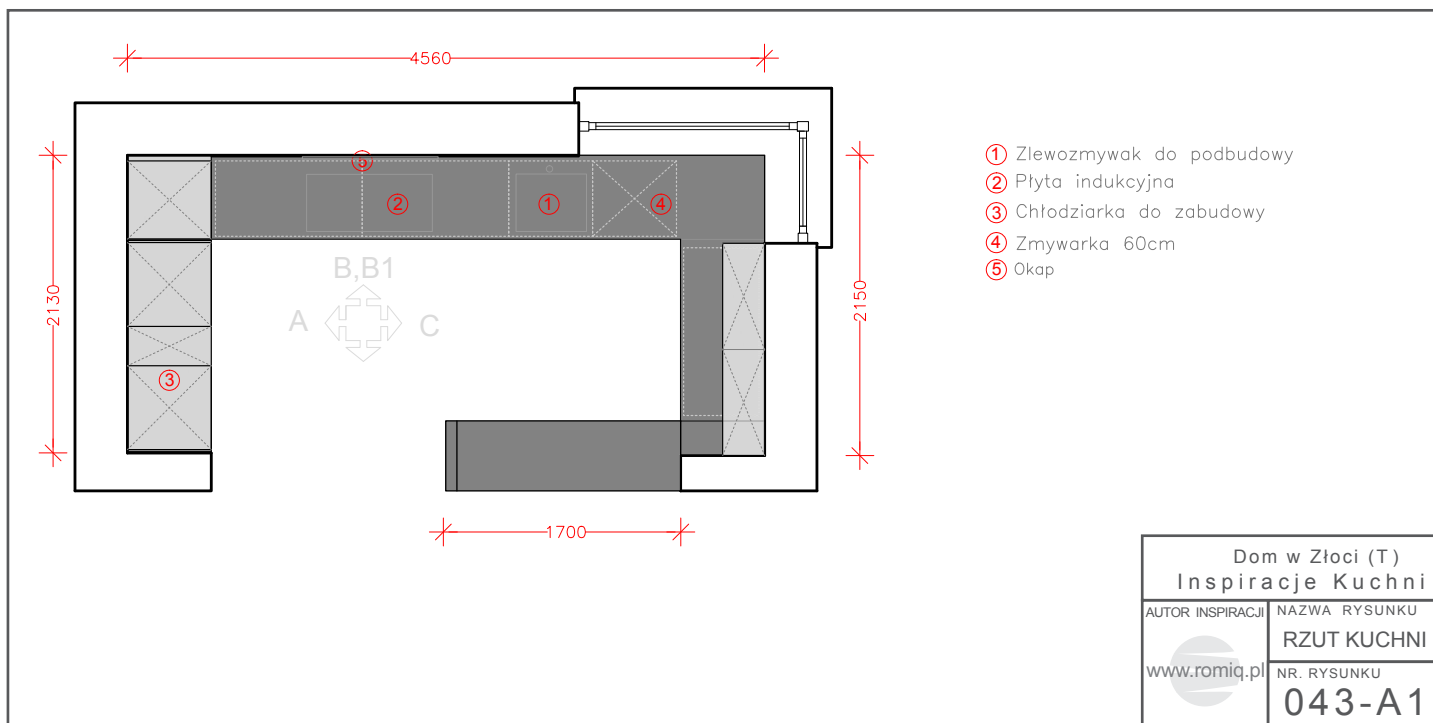 4560
5
2
1
4
3
B,B1
A
C
2130
2150
1700
1 Zlewozmywak do podbudowy
2 Płyta indukcyjna
3 Chłodziarka do zabudowy
4 Zmywarka 60cm
5 Okap
Dom w Złoci (T)
Inspiracje Kuchni
AUTOR INSPIRACJI
www.romiq.pl
NAZWA RYSUNKU
RZUT KUCHNI
NR. RYSUNKU
043-A1